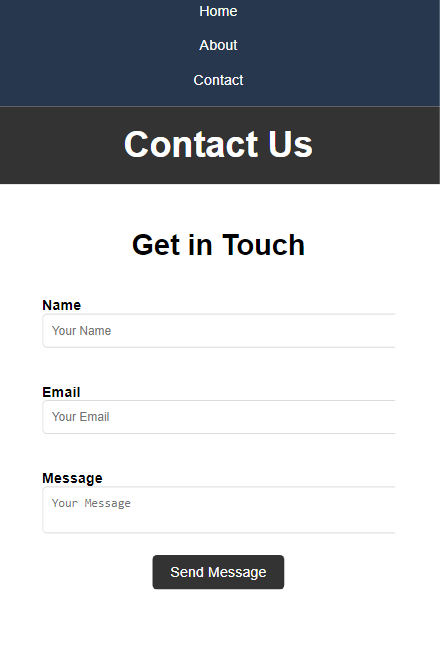 Home
About
Contact
Contact Us
Get in Touch
Name
Your Name
Email
Your Email
Message
Your Message
Send Message